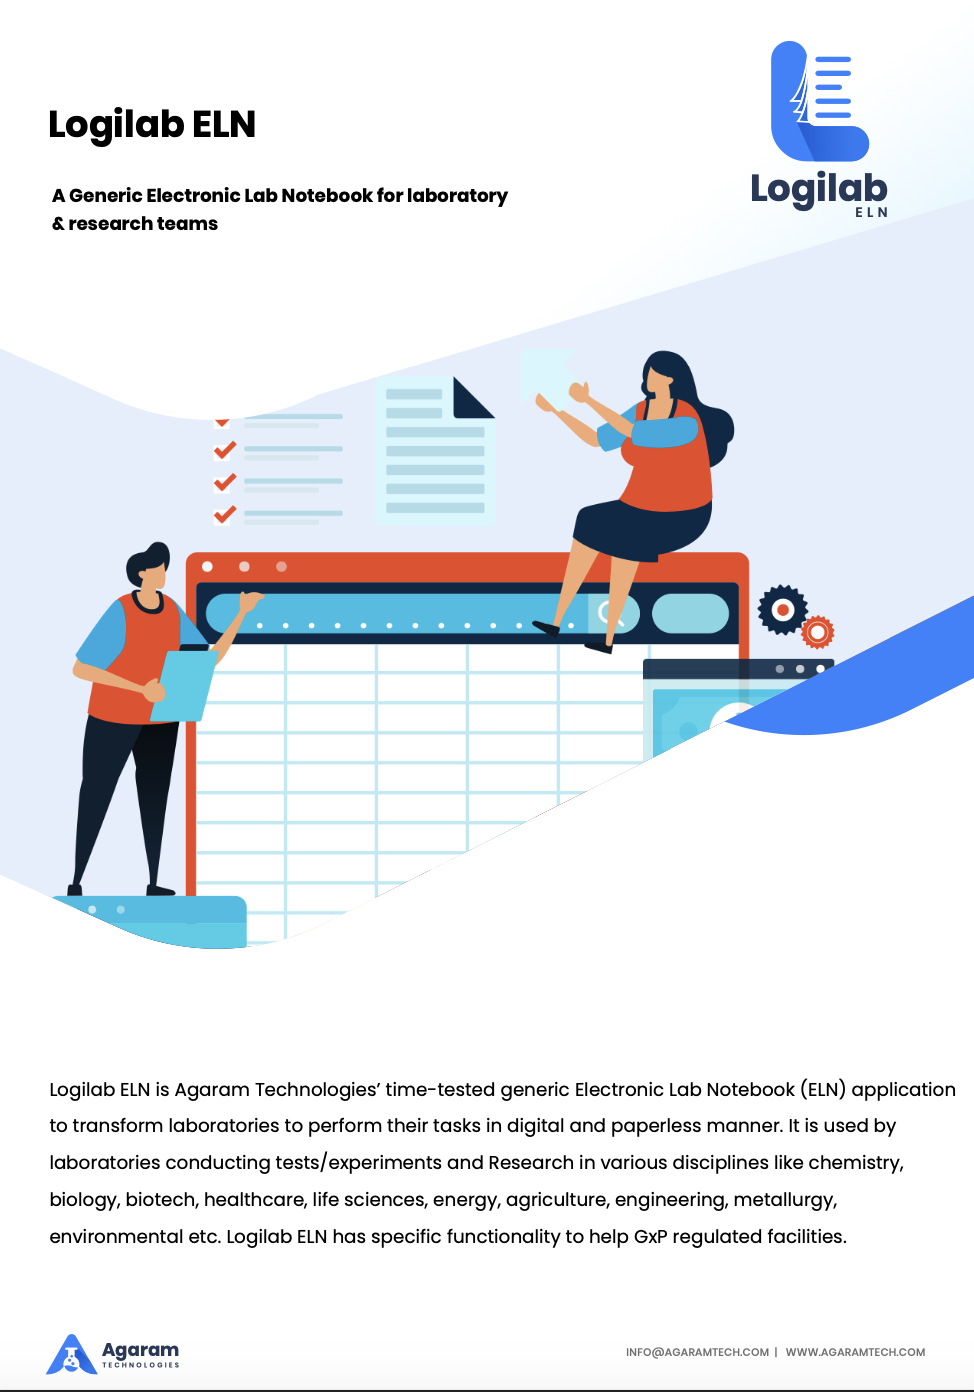 Logilab ELN
A Generic Electronic Lab Notebook for laboratory
& research teams
Logilab
ELN
Logilab ELN is Agaram Technologies’ time-tested generic Electronic Lab Notebook (ELN) application
to transform laboratories to perform their tasks in digital and paperless manner. It is used by
laboratories conducting tests/experiments and Research in various disciplines like chemistry,
biology, biotech, healthcare, life sciences, energy, agriculture, engineering, metallurgy,
environmental etc. Logilab ELN has specific functionality to help GxP regulated facilities.
Agaram
TECHNOLOGIES
INFO@AGARAMTECH.COM | WWW.AGARAMTECH.COM